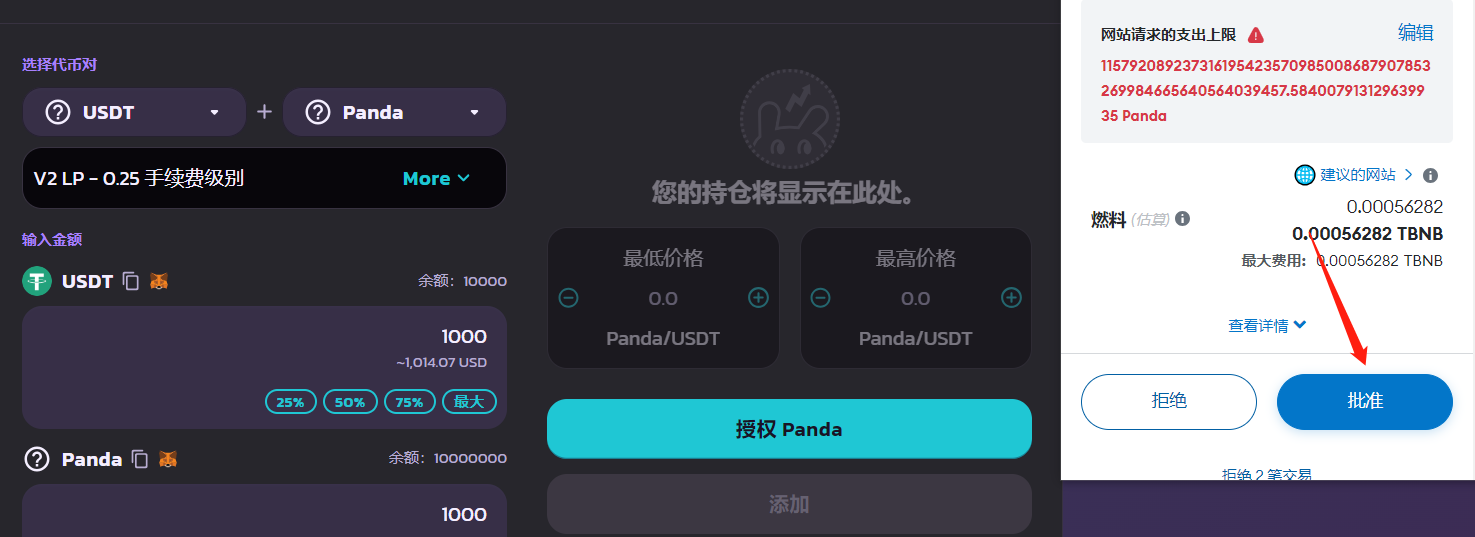 选择代币对
USDT + Panda
V2 LP - 0.25 手续费级别 More
输入金额
USDT 余额：10000
1000
~1,014.07 USD
25% 50% 75% 最大
Panda 余额：10000000
1000
您的持仓将显示在此处。
最低价格
0.0
Panda/USDT
最高价格
0.0
Panda/USDT
授权 Panda
添加
网站请求的支出上限 编辑
11579208923731619542357098500868790785３
269984665640564039457.5840079131296399
35 Panda
建议的网站
燃料 (估算) 0.00056282
0.00056282 TBNB
最大费用： 0.00056282 TBNB
查看详情
拒绝 批准
拒绝 2 笔交易